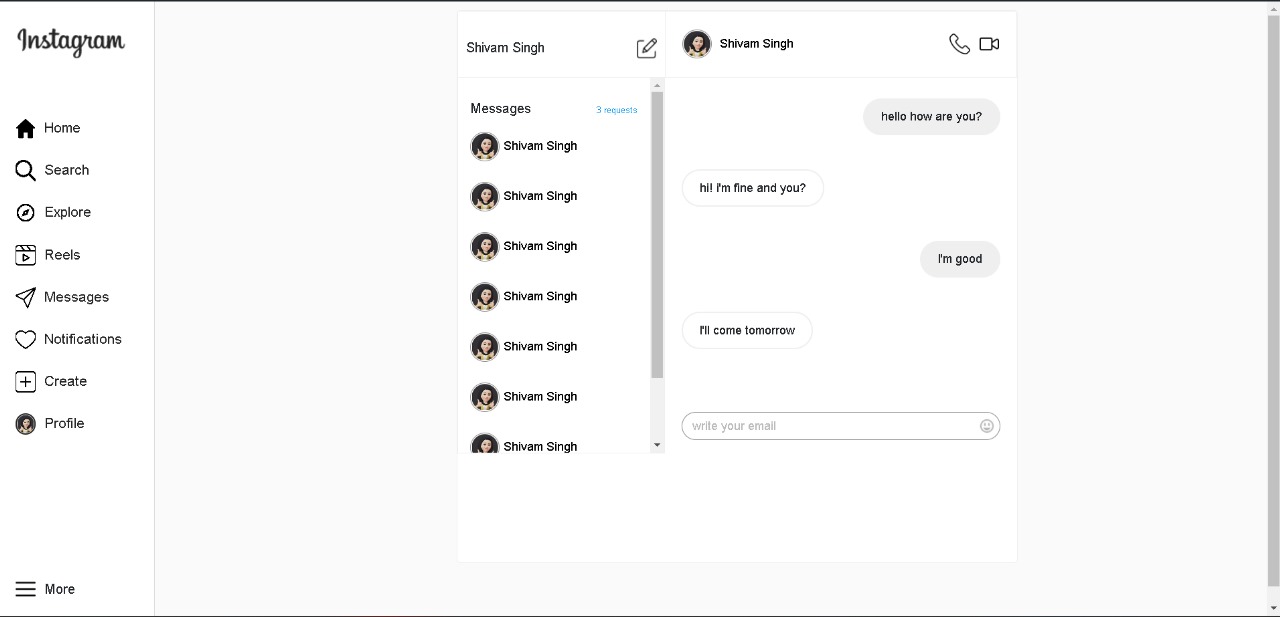 Instagram
Home
Search
Explore
Reels
Messages
Notifications
Create
Profile
More
Shivam Singh
Messages
3 requests
Shivam Singh
Shivam Singh
Shivam Singh
Shivam Singh
Shivam Singh
Shivam Singh
Shivam Singh
Shivam Singh
hello how are you?
hi! I'm fine and you?
I'm good
I'll come tomorrow
write your email